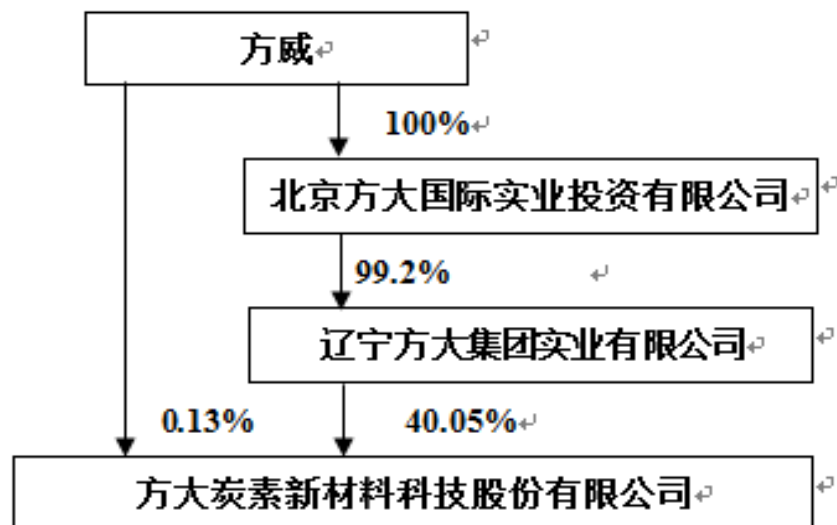 方威
100%
北京方大国际实业投资有限公司
99.2%
辽宁方大集团实业有限公司
0.13% 40.05%
方大炭素新材料科技股份有限公司